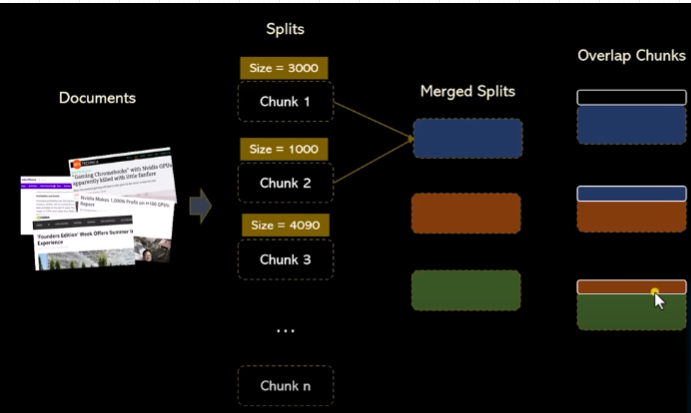 Splits
Overlap Chunks
Documents
Merged Splits
Size = 3000
Chunk 1
Size = 1000
Chunk 2
Size = 4090
Chunk 3
...
Chunk n
"Gaming Chromebooks" with Nvidia GPUs
apparently killed with little fanfare
Nvidia Makes 1,000% Profit on H100 GPUs:
Report
'Founders Edition' Week Offers Summer
Experience